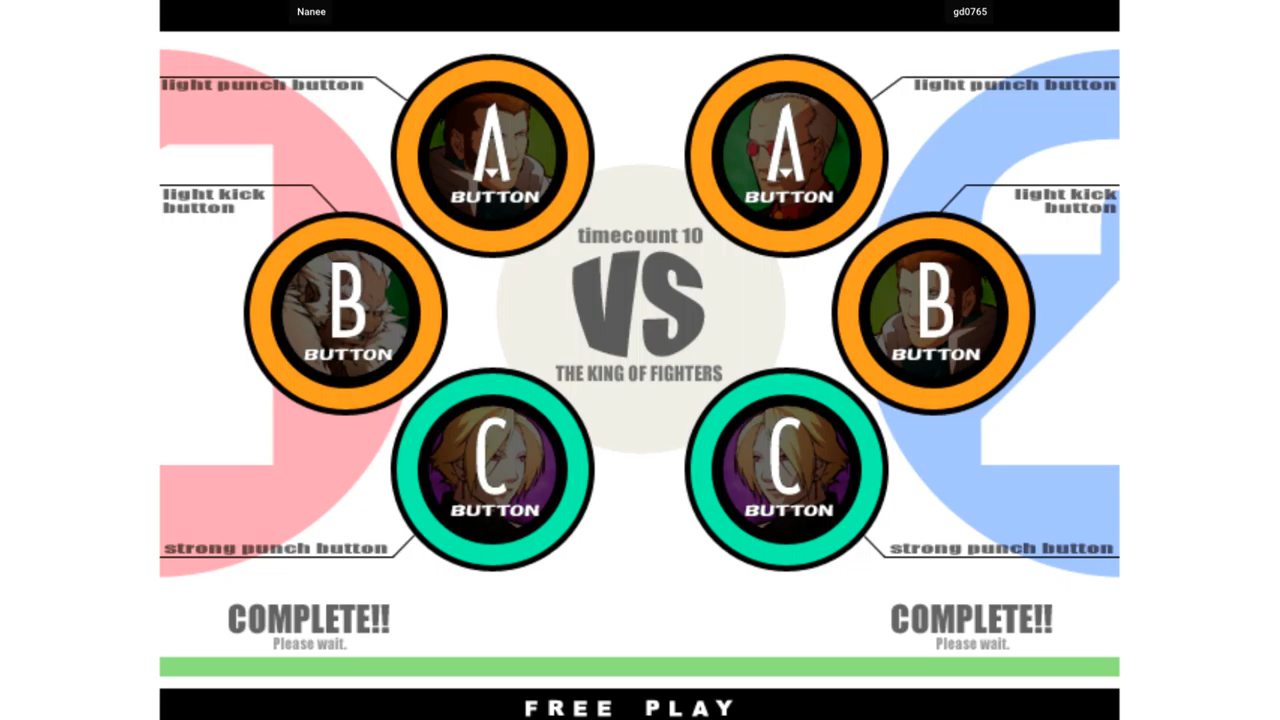 Nanee
gd0765
light punch button
light punch button
A
BUTTON
A
BUTTON
light kick
button
light kick
button
timecount 10
VS
THE KING OF FIGHTERS
B
BUTTON
B
BUTTON
C
BUTTON
C
BUTTON
strong punch button
strong punch button
COMPLETE!!
Please wait.
COMPLETE!!
Please wait.
FREE PLAY